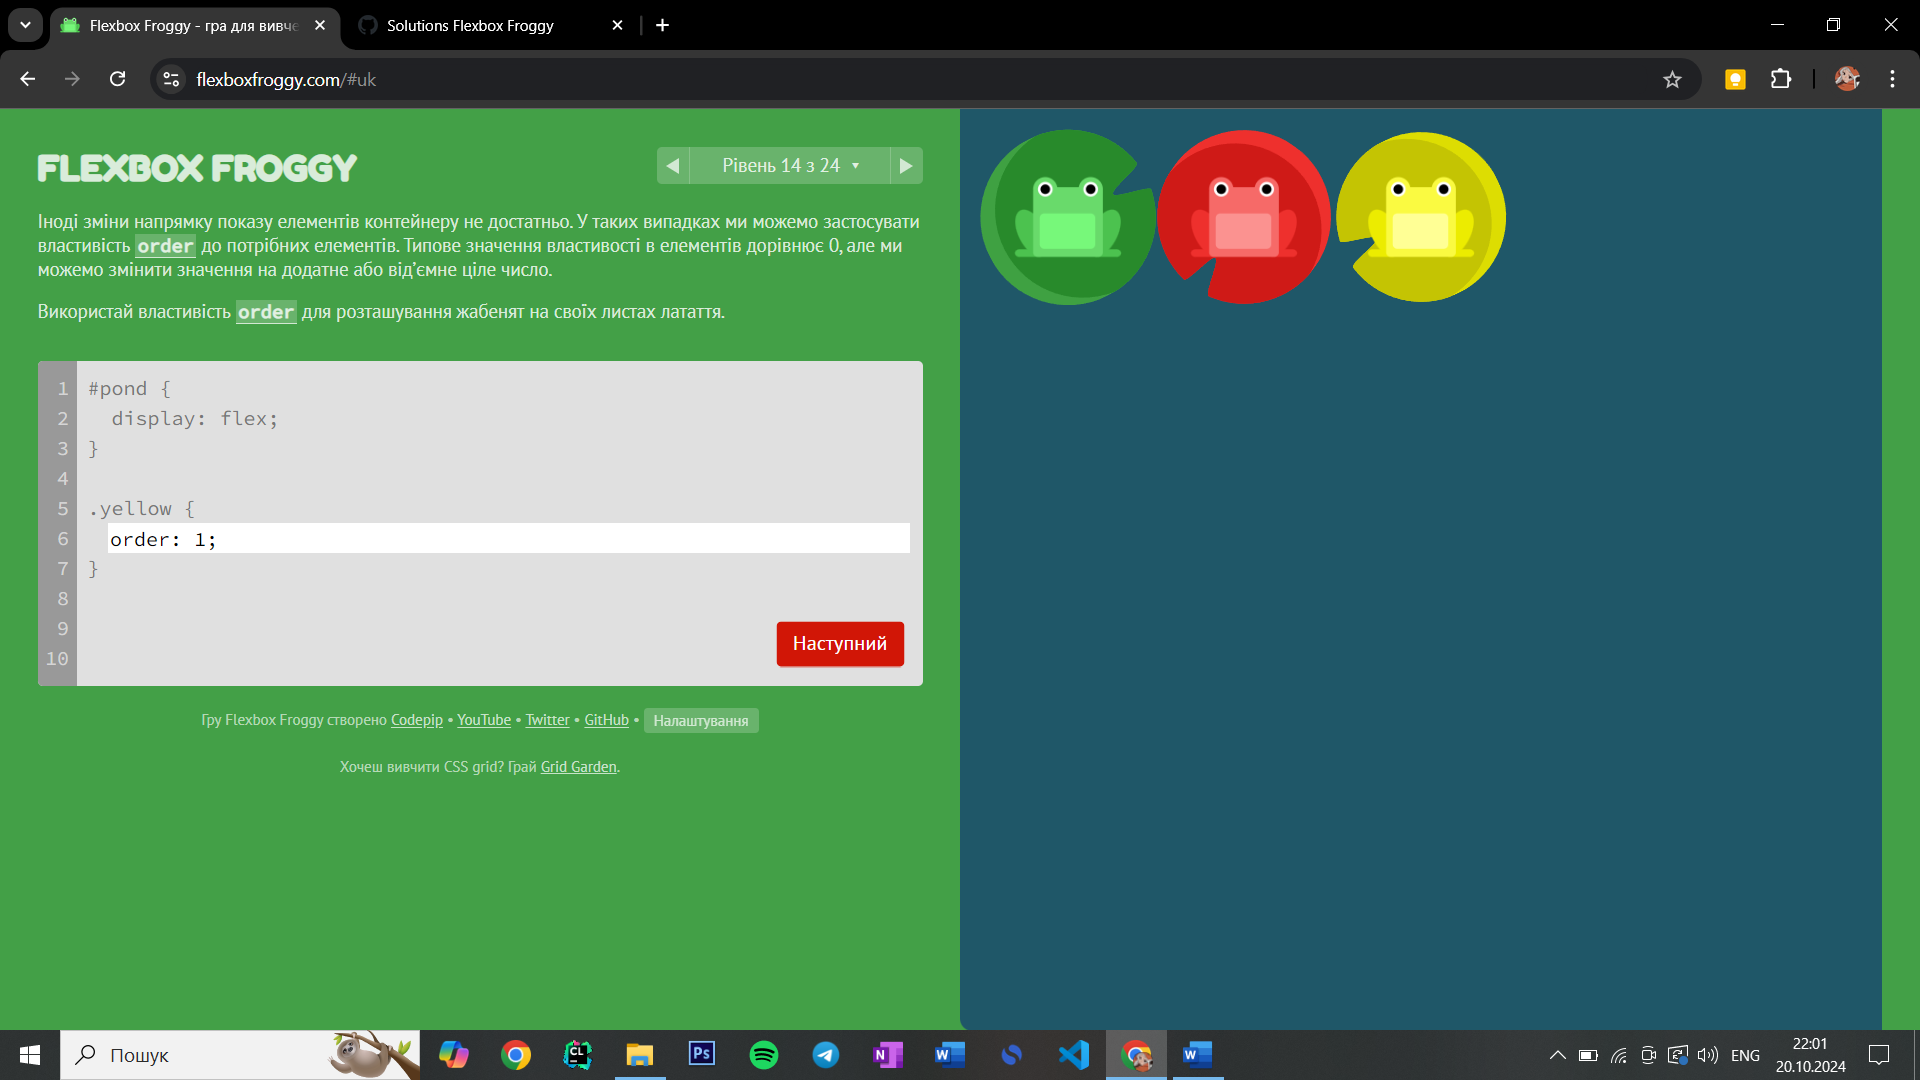 Flexbox Froggy - гра для вивче
Solutions Flexbox Froggy
flexboxfroggy.com/#uk
FLEXBOX FROGGY
Рівень 14 з 24
Іноді зміни напрямку показу елементів контейнеру не достатньо. У таких випадках ми можемо застосувати
властивість order до потрібних елементів. Типове значення властивості в елементів дорівнює 0, але ми
можемо змінити значення на додатне або від’ємне ціле число.
Використай властивість order для розташування жабенят на своїх листах латаття.
1 #pond {
2 display: flex;
3 }
4
5 .yellow {
6 order: 1;
7 }
8
9
10
Наступний
Гру Flexbox Froggy створено Codepip • YouTube • Twitter • GitHub • Налаштування
Хочеш вивчити CSS grid? Грай Grid Garden.
Пошук
CL
Ps
N
W
W
ENG
22:01
20.10.2024